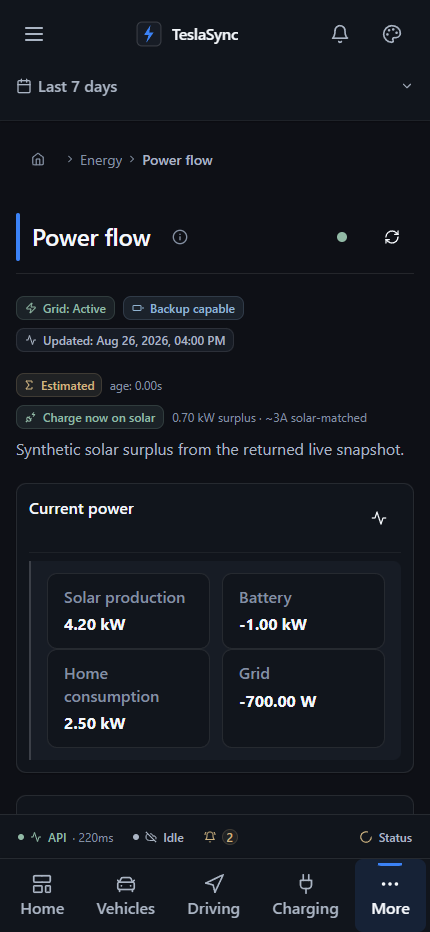 TeslaSync
Last 7 days
Energy
Power flow
Power flow
Grid: Active
Backup capable
Updated: Aug 26, 2026, 04:00 PM
Σ Estimated
age: 0.00s
Charge now on solar
0.70 kW surplus · ~3A solar-matched
Synthetic solar surplus from the returned live snapshot.
Current power
Solar production
4.20 kW
Battery
-1.00 kW
Home
consumption
2.50 kW
Grid
-700.00 W
API · 220ms
Idle
2
Status
Home
Vehicles
Driving
Charging
More